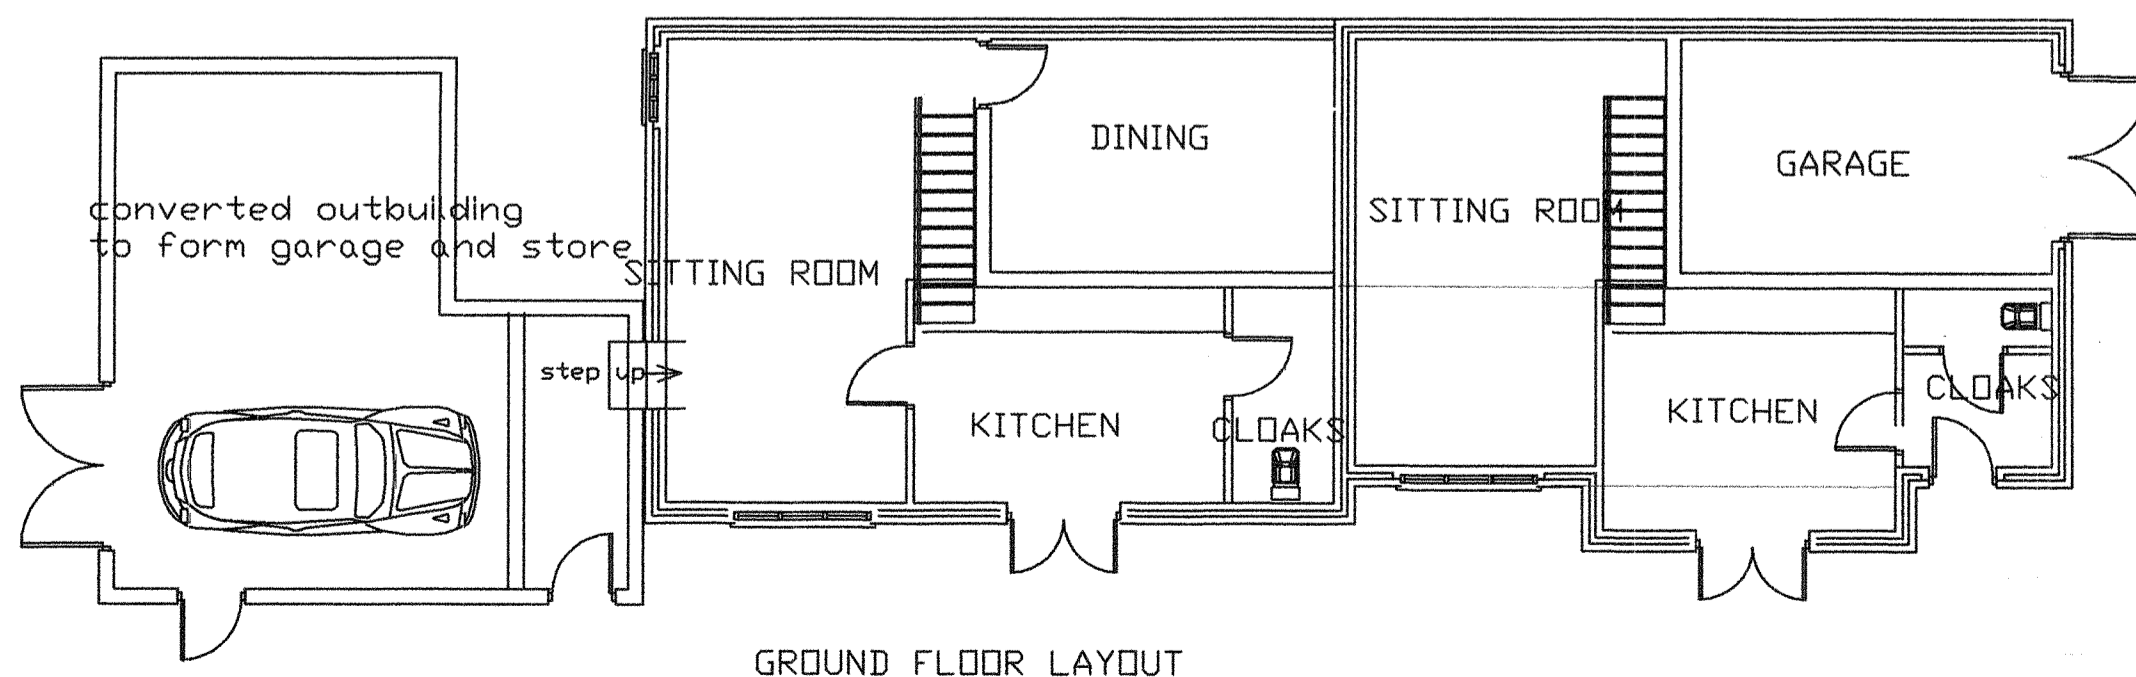 converted outbuilding
to form garage and store
SITTING ROOM
DINING
SITTING ROOM
GARAGE
step up
KITCHEN
CLOAKS
KITCHEN
CLOAKS
GROUND FLOOR LAYOUT